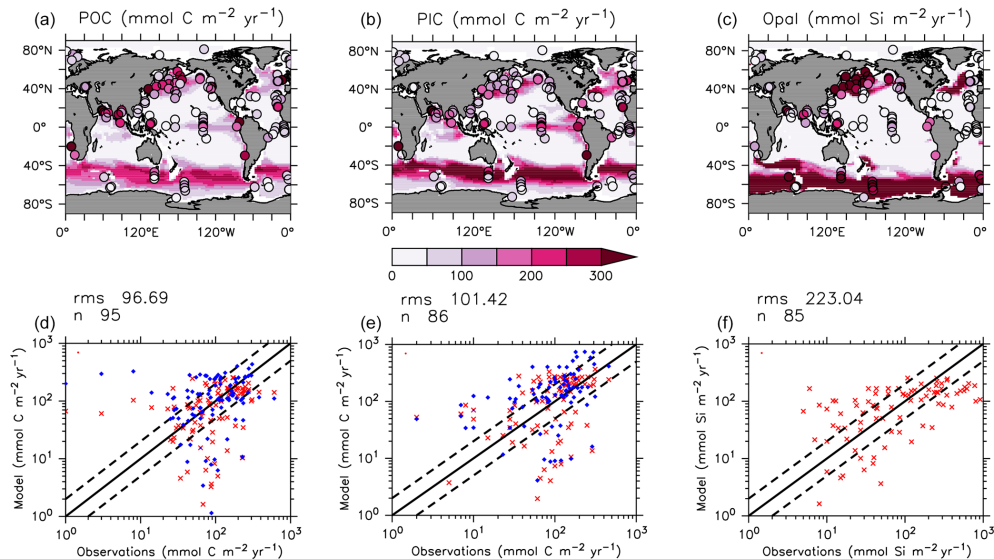 (a) POC (mmol C m⁻² yr⁻¹) (b) PIC (mmol C m⁻² yr⁻¹) (c) Opal (mmol Si m⁻² yr⁻¹)
80°N 80°N 80°N
40°N 40°N 40°N
0° 0° 0°
40°S 40°S 40°S
80°S 80°S 80°S
0° 120°E 120°W 0° 0° 120°E 120°W 0° 0° 120°E 120°W 0°
0 100 200 300
rms 96.69 rms 101.42 rms 223.04
(d) n 95 (e) n 86 (f) n 85
10³ 10³ 10³
10² 10² 10²
10¹ 10¹ 10¹
10⁰ 10⁰ 10⁰
Model (mmol C m⁻² yr⁻¹) Model (mmol C m⁻² yr⁻¹) Model (mmol Si m⁻² yr⁻¹)
10⁰ 10¹ 10² 10³ 10⁰ 10¹ 10² 10³ 10⁰ 10¹ 10² 10³
Observations (mmol C m⁻² yr⁻¹) Observations (mmol C m⁻² yr⁻¹) Observations (mmol Si m⁻² yr⁻¹)